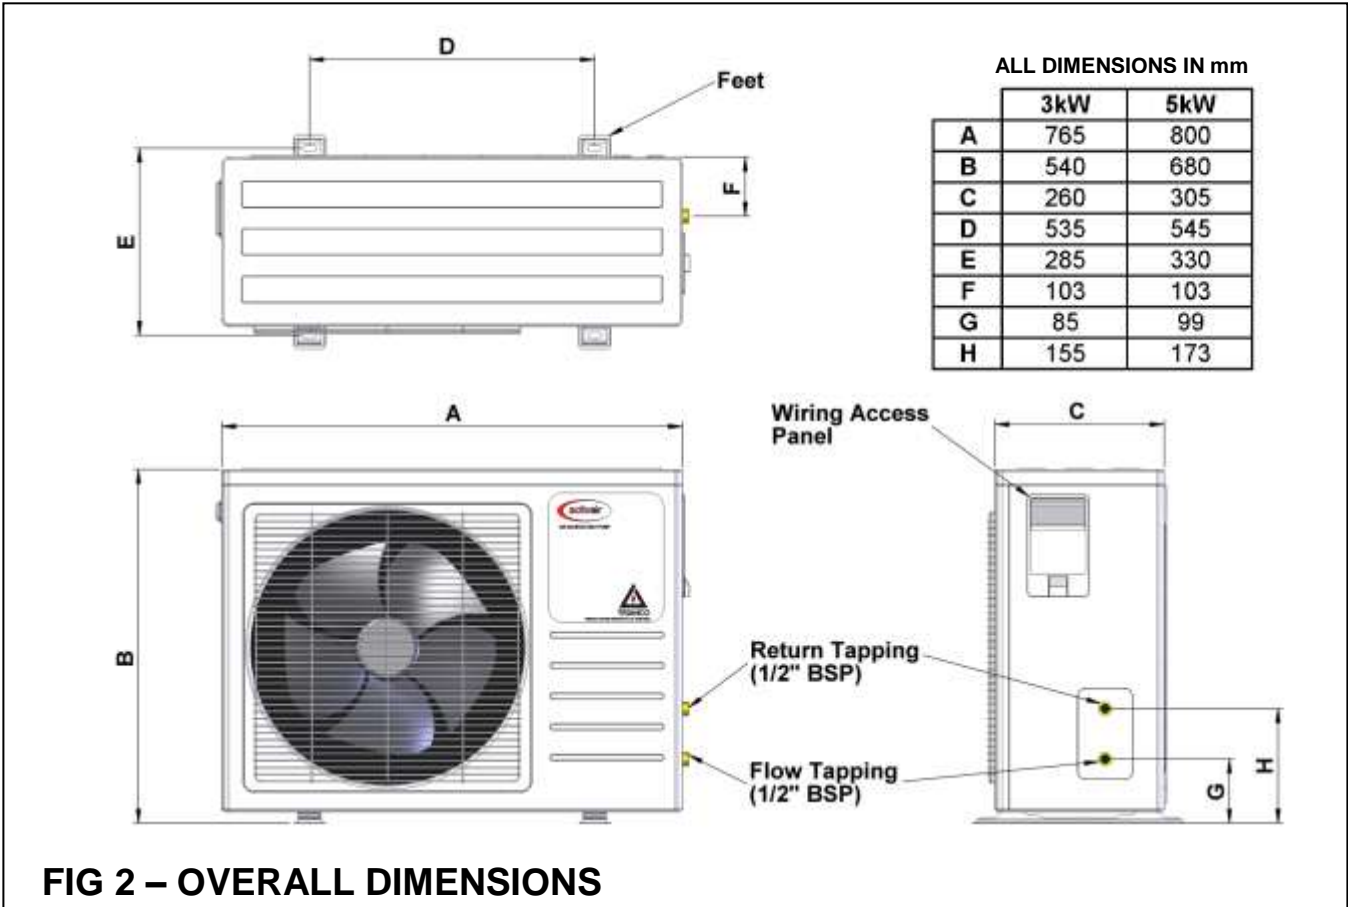 D
Feet
F
E
ALL DIMENSIONS IN mm
3kW 5kW
A 765 800
B 540 680
C 260 305
D 535 545
E 285 330
F 103 103
G 85 99
H 155 173
A
Wiring Access
Panel
C
B
Return Tapping
(1/2" BSP)
Flow Tapping
(1/2" BSP)
G
H
TRIANCO
FIG 2 – OVERALL DIMENSIONS